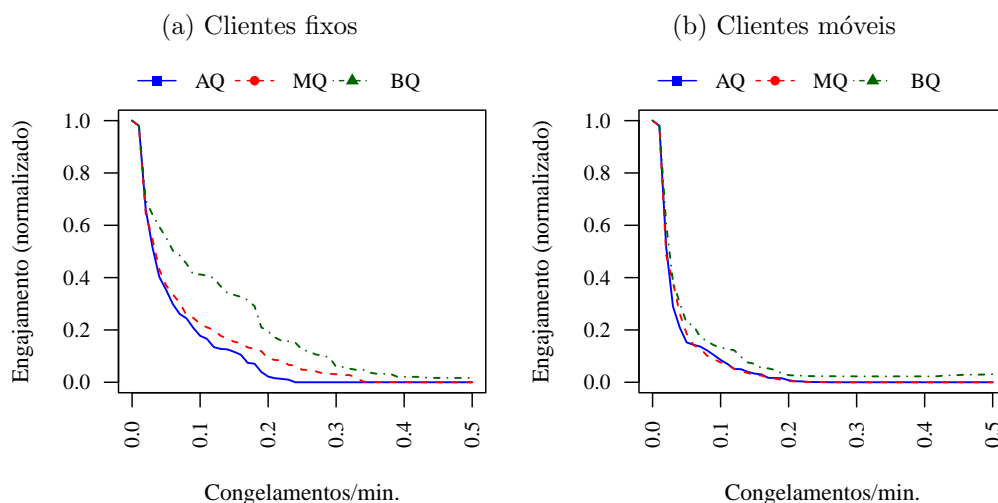 (a) Clientes fixos
AQ MQ BQ
Engajamento (normalizado)
1.0
0.8
0.6
0.4
0.2
0.0
0.0 0.1 0.2 0.3 0.4 0.5
Congelamentos/min.
(b) Clientes móveis
AQ MQ BQ
Engajamento (normalizado)
1.0
0.8
0.6
0.4
0.2
0.0
0.0 0.1 0.2 0.3 0.4 0.5
Congelamentos/min.